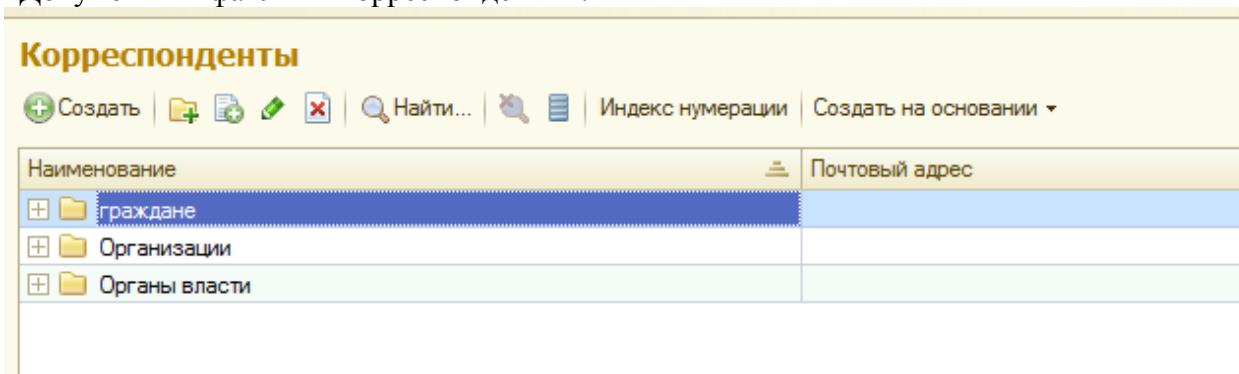 Корреспонденты
Создать Найти... Индекс нумерации Создать на основании
Наименование Почтовый адрес
граждане
Организации
Органы власти